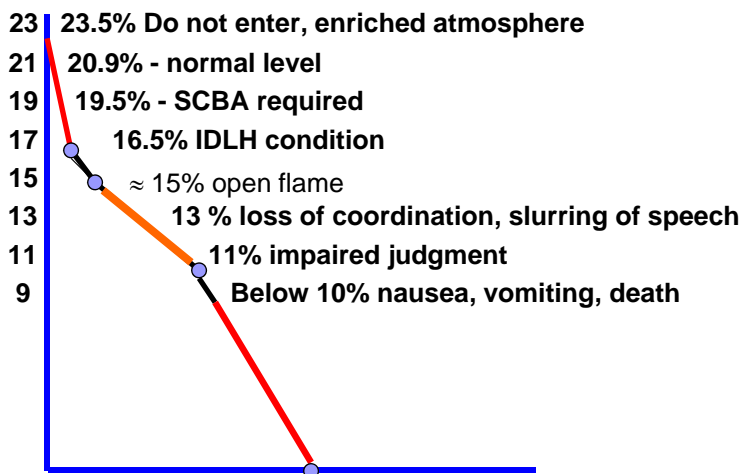 23 23.5% Do not enter, enriched atmosphere
21 20.9% - normal level
19 19.5% - SCBA required
17 16.5% IDLH condition
15 ≈ 15% open flame
13 13 % loss of coordination, slurring of speech
11 11% impaired judgment
9 Below 10% nausea, vomiting, death